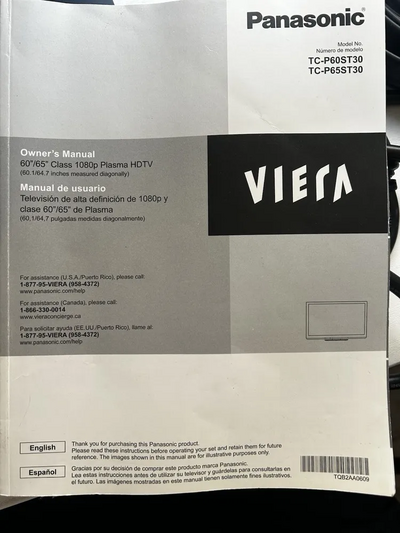 Panasonic®
Model No.
Número de modelo
TC-P60ST30
TC-P65ST30
Owner's Manual
60"/65" Class 1080p Plasma HDTV
(60.1/64.7 inches measured diagonally)
Manual de usuario
Televisión de alta definición de 1080p y
clase 60"/65" de Plasma
(60,1/64,7 pulgadas medidas diagonalmente)
VIERA
For assistance (U.S.A./Puerto Rico), please call:
1-877-95-VIERA (958-4372)
www.panasonic.com/help
For assistance (Canada), please call:
1-866-330-0014
www.vieraconcierge.ca
Para solicitar ayuda (EE.UU./Puerto Rico), llame al:
1-877-95-VIERA (958-4372)
www.panasonic.com/help
English
Thank you for purchasing this Panasonic product.
Please read these instructions before operating your set and retain them for future
reference. The images shown in this manual are for illustrative purposes only.
Español
Gracias por su decisión de comprar este producto marca Panasonic.
Lea estas instrucciones antes de utilizar su televisor y guárdelas para consultarlas en
el futuro. Las imágenes mostradas en este manual tienen solamente fines ilustrativos.
TQB2AA0609